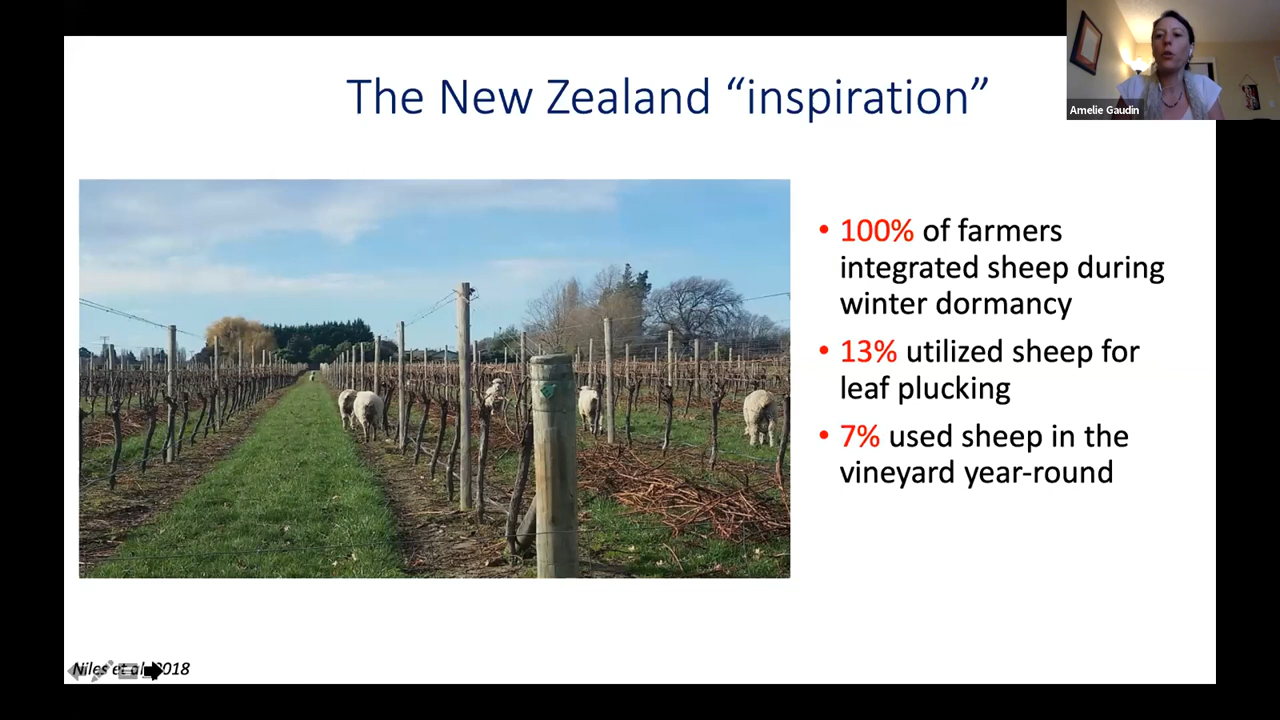 The New Zealand “inspiration”
Amelie Gaudin
• 100% of farmers
integrated sheep during
winter dormancy
• 13% utilized sheep for
leaf plucking
• 7% used sheep in the
vineyard year-round
Niles et al 2018